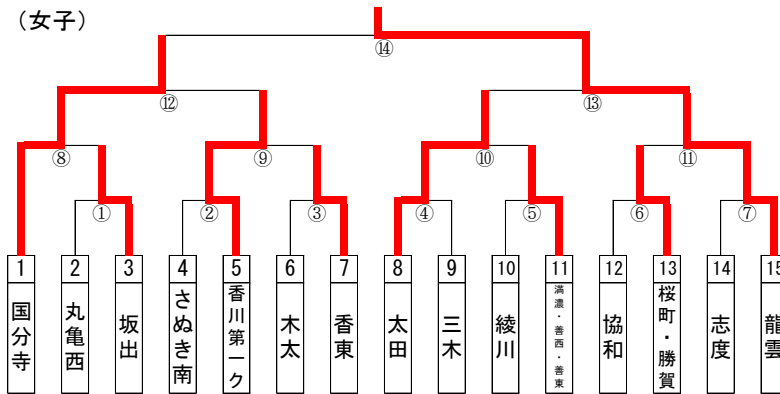 (女子)
⑭
⑫ ⑬
⑧ ⑨ ⑩ ⑪
① ② ③ ④ ⑤ ⑥ ⑦
1 2 3 4 5 6 7 8 9 10 11 12 13 14 15
国分寺
丸亀西
坂出
さぬき南
香川第一ク
木太
香東
太田
三木
綾川
満濃・善西・善東
協和
桜町・勝賀
志度
龍雲